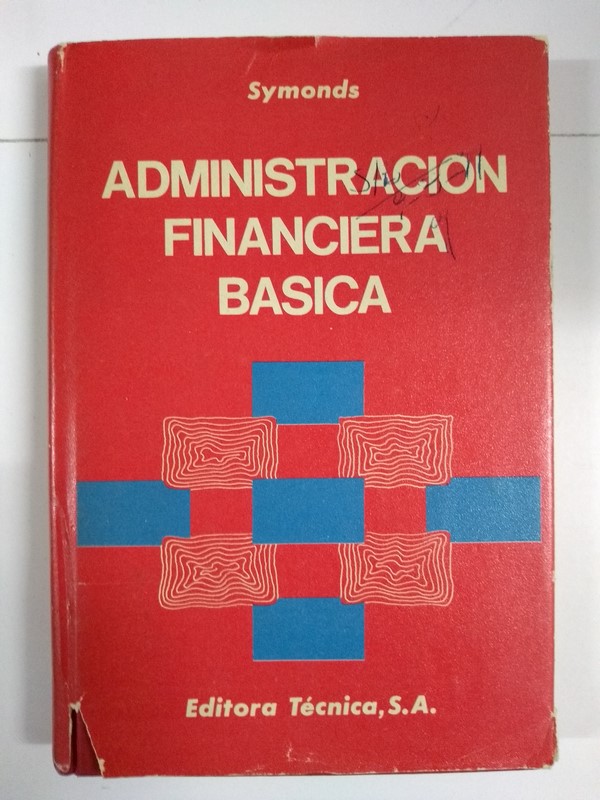 Symonds
ADMINISTRACION
FINANCIERA
BASICA
Editora Técnica, S.A.